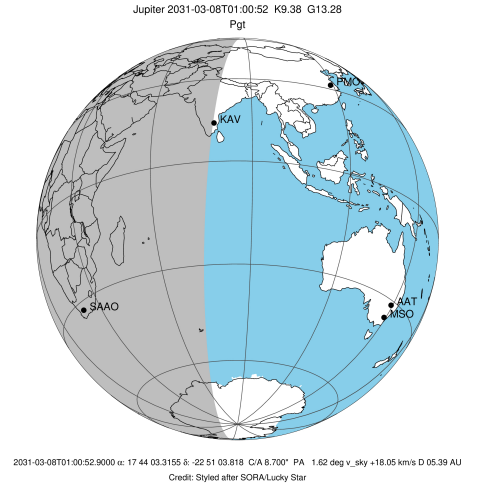 Jupiter 2031-03-08T01:00:52 K9.38 G13.28
Pgt
PMO
KAV
SAAO
AAT
MSO
2031-03-08T01:00:52.9000 α: 17 44 03.3155 δ: -22 51 03.818 C/A 8.700" PA 1.62 deg v_sky +18.05 km/s D 05.39 AU
Credit: Styled after SORA/Lucky Star